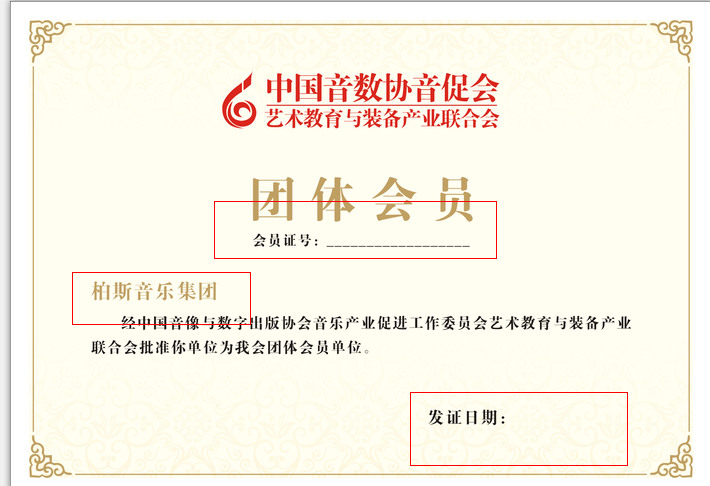 中国音数协音促会
艺术教育与装备产业联合会
团体会员
会员证号：__________________
柏斯音乐集团
经中国音像与数字出版协会音乐产业促进工作委员会艺术教育与装备产业
联合会批准你单位为我会团体会员单位。
发证日期：